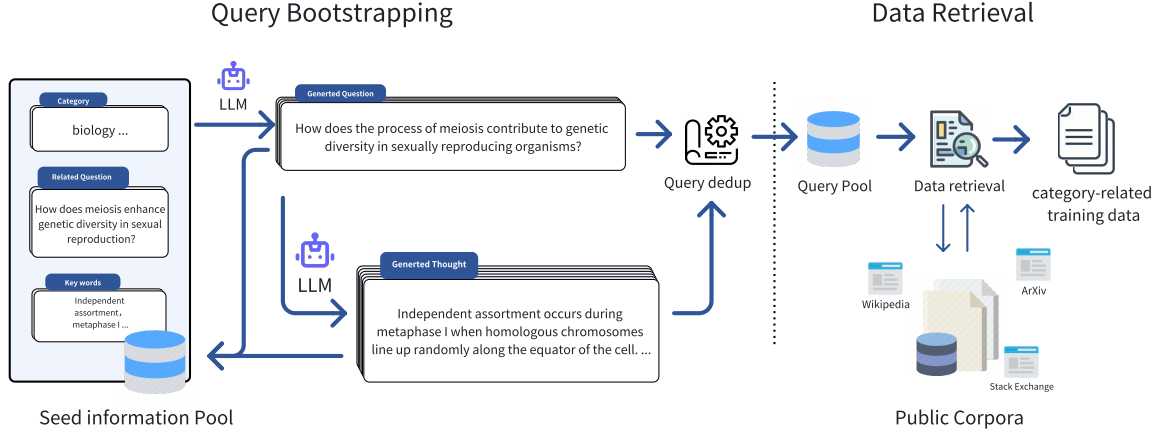 Query Bootstrapping
Data Retrieval
Category
biology ...
Related Question
How does meiosis enhance
genetic diversity in sexual
reproduction?
Key words
Independent
assortment,
metaphase I ...
Seed information Pool
LLM
Generted Question
How does the process of meiosis contribute to genetic
diversity in sexually reproducing organisms?
LLM
Generted Thought
Independent assortment occurs during
metaphase I when homologous chromosomes
line up randomly along the equator of the cell. ...
Query dedup
Query Pool
Data retrieval
category-related
training data
Wikipedia
ArXiv
Stack Exchange
Public Corpora